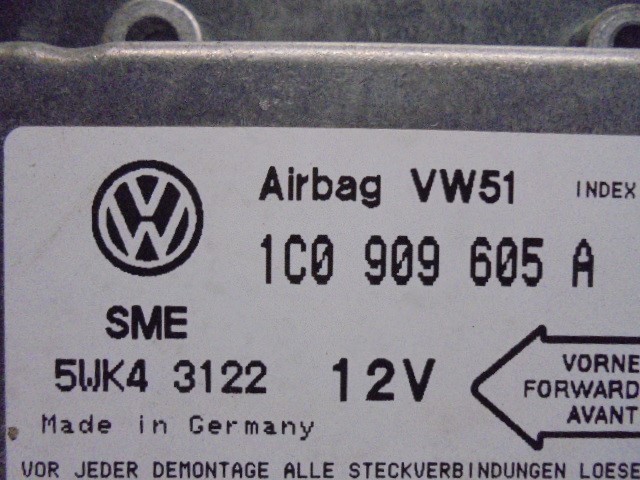 Airbag VW51 INDEX
1C0 909 605 A
SME
5WK4 3122 12V
VORNE
FORWARD
AVANT
Made in Germany
VOR JEDER DEMONTAGE ALLE STECKVERBINDUNGEN LOESE